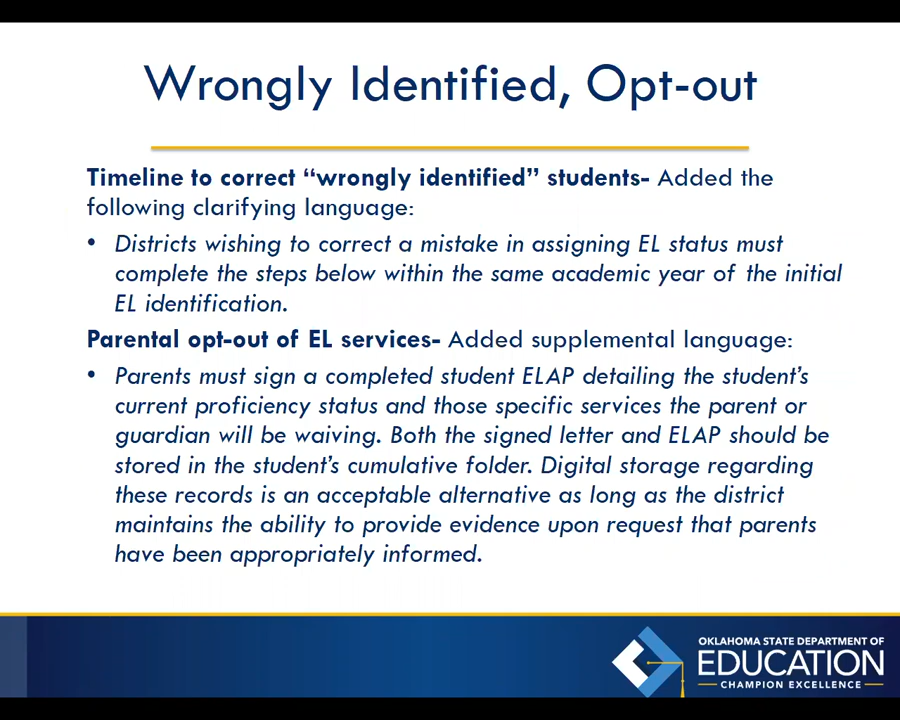 Wrongly Identified, Opt-out
Timeline to correct “wrongly identified” students- Added the
following clarifying language:
• Districts wishing to correct a mistake in assigning EL status must
complete the steps below within the same academic year of the initial
EL identification.
Parental opt-out of EL services- Added supplemental language:
• Parents must sign a completed student ELAP detailing the student’s
current proficiency status and those specific services the parent or
guardian will be waiving. Both the signed letter and ELAP should be
stored in the student’s cumulative folder. Digital storage regarding
these records is an acceptable alternative as long as the district
maintains the ability to provide evidence upon request that parents
have been appropriately informed.
OKLAHOMA STATE DEPARTMENT OF
EDUCATION
CHAMPION EXCELLENCE